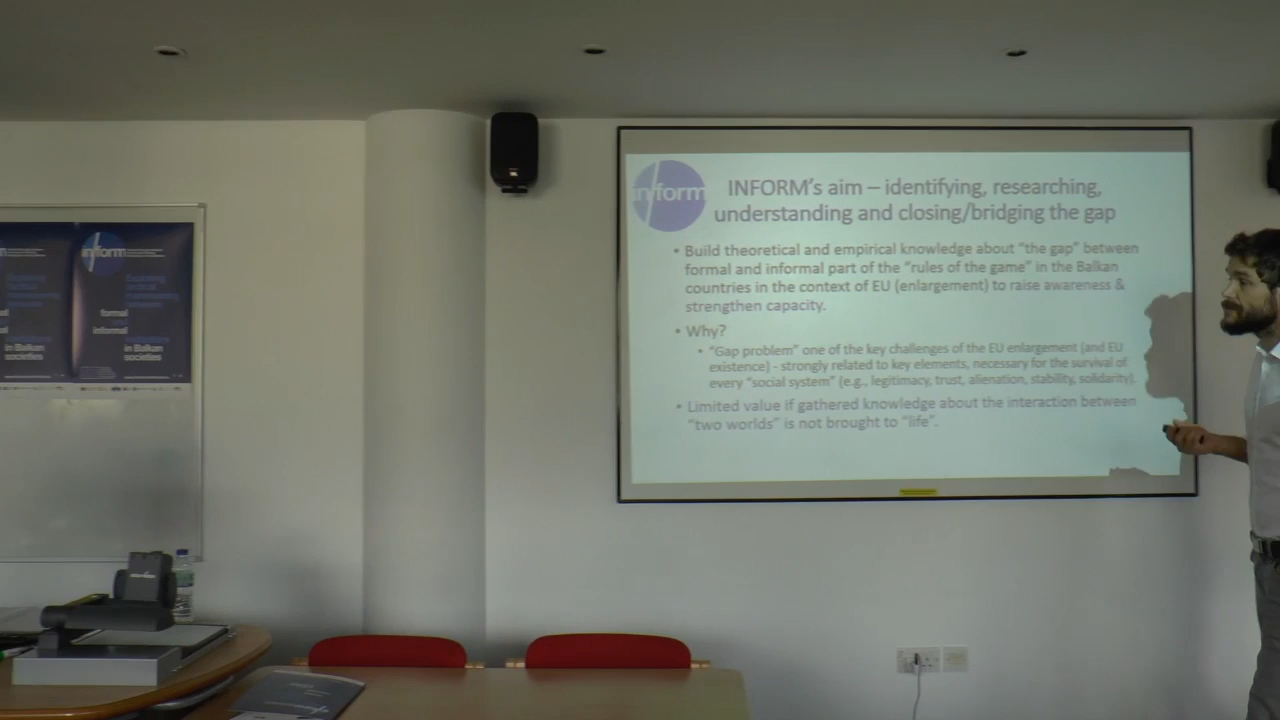 inform
INFORM's aim – identifying, researching,
understanding and closing/bridging the gap
• Build theoretical and empirical knowledge about "the gap" between
formal and informal part of the "rules of the game" in the Balkan
countries in the context of EU (enlargement) to raise awareness &
strengthen capacity.
• Why?
• "Gap problem" one of the key challenges of the EU enlargement (and EU
existence) - strongly related to key elements, necessary for the survival of
every "social system" (e.g., legitimacy, trust, alienation, stability, solidarity).
• Limited value if gathered knowledge about the interaction between
"two worlds" is not brought to "life".
inform
formal
informal
in Balkan
societies
in Balkan
societies